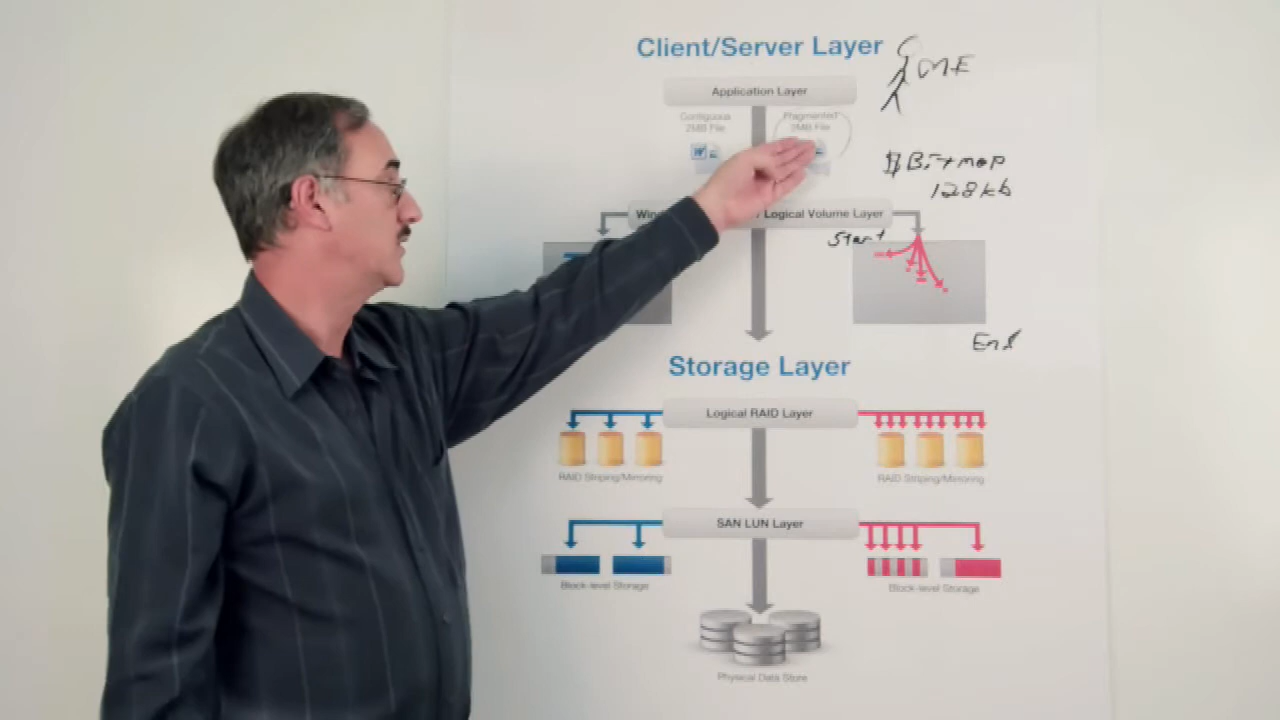 Client/Server Layer
ME
Application Layer
Contiguous
2MB File
Fragmented
2MB File
W
$Bitmap
128kb
Logical Volume Layer
Start
End
Storage Layer
Logical RAID Layer
RAID Striping/Mirroring
RAID Striping/Mirroring
SAN LUN Layer
Block-level Storage
Block-level Storage
Physical Data Store